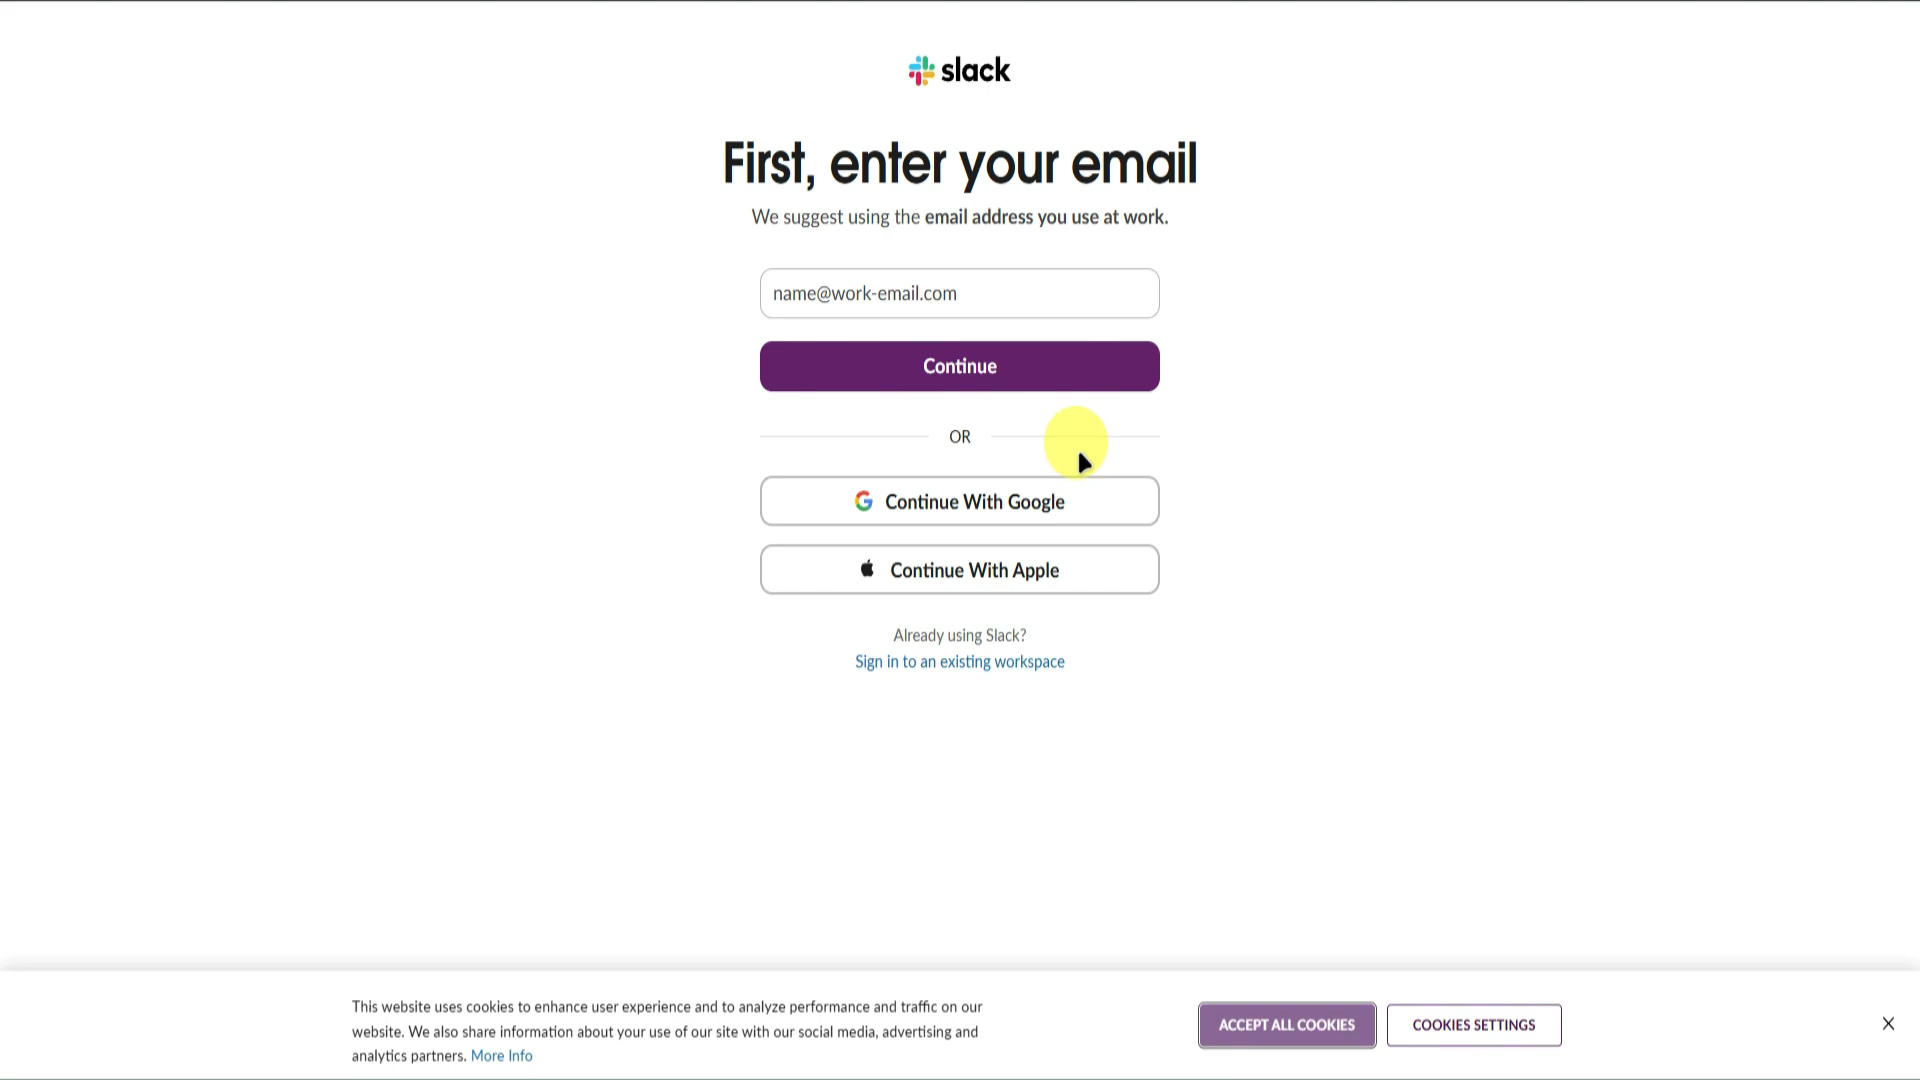 slack
First, enter your email
We suggest using the email address you use at work.
name@work-email.com
Continue
OR
Continue With Google
Continue With Apple
Already using Slack?
Sign in to an existing workspace
This website uses cookies to enhance user experience and to analyze performance and traffic on our
website. We also share information about your use of our site with our social media, advertising and
analytics partners. More Info
ACCEPT ALL COOKIES
COOKIES SETTINGS